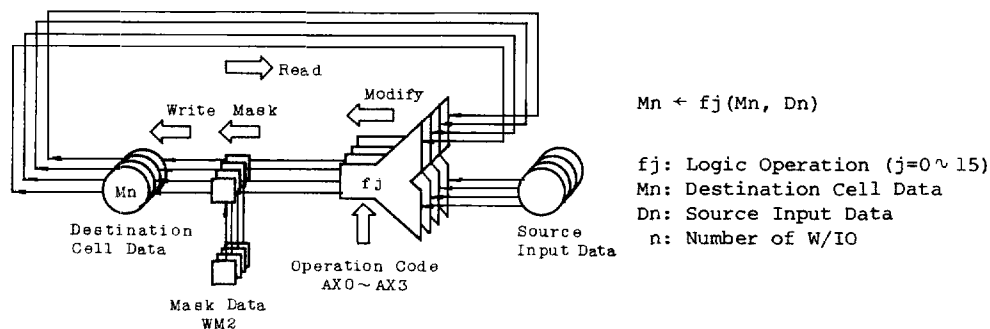 Read
Write
Mask
Modify
Mn
fj
Destination
Cell Data
Source
Input Data
Operation Code
AX0~AX3
Mask Data
WM2
Mn ← fj(Mn, Dn)
fj: Logic Operation (j=0~15)
Mn: Destination Cell Data
Dn: Source Input Data
n: Number of W/IO